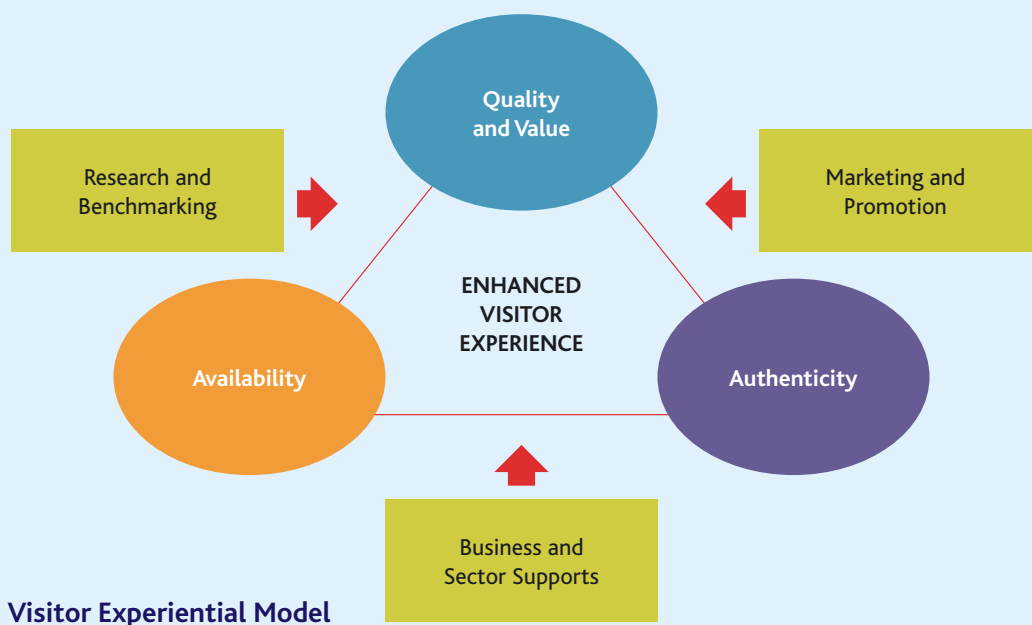 Quality
and Value
Research and
Benchmarking
Marketing and
Promotion
ENHANCED
VISITOR
EXPERIENCE
Availability
Authenticity
Business and
Sector Supports
Visitor Experiential Model